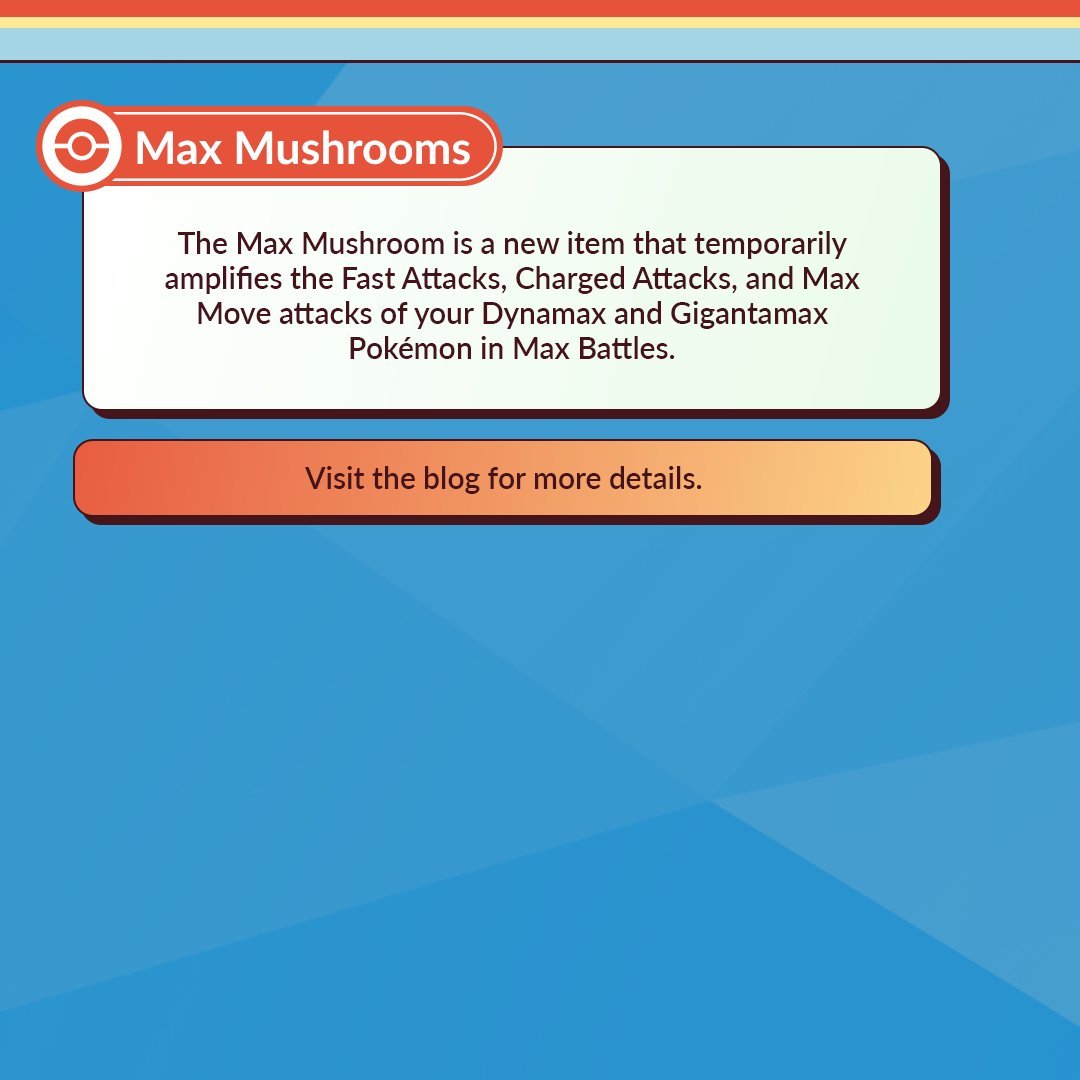 Max Mushrooms
The Max Mushroom is a new item that temporarily
amplifies the Fast Attacks, Charged Attacks, and Max
Move attacks of your Dynamax and Gigantamax
Pokémon in Max Battles.
Visit the blog for more details.